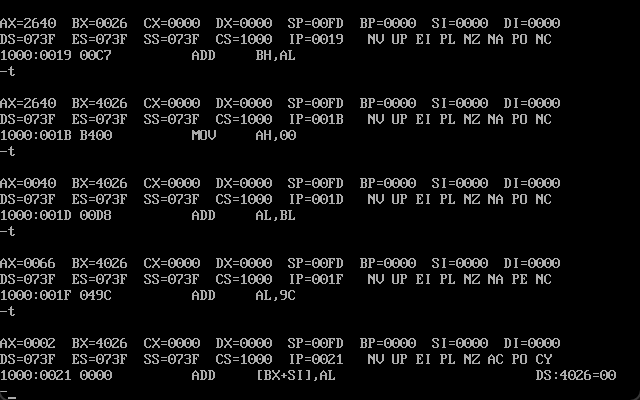 AX=2640  BX=0026  CX=0000  DX=0000  SP=00FD  BP=0000  SI=0000  DI=0000
DS=073F  ES=073F  SS=073F  CS=1000  IP=0019   NV UP EI PL NZ NA PO NC
1000:0019 00C7          ADD     BH,AL
-t
AX=2640  BX=4026  CX=0000  DX=0000  SP=00FD  BP=0000  SI=0000  DI=0000
DS=073F  ES=073F  SS=073F  CS=1000  IP=001B   NV UP EI PL NZ NA PO NC
1000:001B B400          MOV     AH,00
-t
AX=0040  BX=4026  CX=0000  DX=0000  SP=00FD  BP=0000  SI=0000  DI=0000
DS=073F  ES=073F  SS=073F  CS=1000  IP=001D   NV UP EI PL NZ NA PO NC
1000:001D 00D8          ADD     AL,BL
-t
AX=0066  BX=4026  CX=0000  DX=0000  SP=00FD  BP=0000  SI=0000  DI=0000
DS=073F  ES=073F  SS=073F  CS=1000  IP=001F   NV UP EI PL NZ NA PE NC
1000:001F 049C          ADD     AL,9C
-t
AX=0002  BX=4026  CX=0000  DX=0000  SP=00FD  BP=0000  SI=0000  DI=0000
DS=073F  ES=073F  SS=073F  CS=1000  IP=0021   NV UP EI PL NZ AC PO CY
1000:0021 0000          ADD     [BX+SI],AL                         DS:4026=00
-_